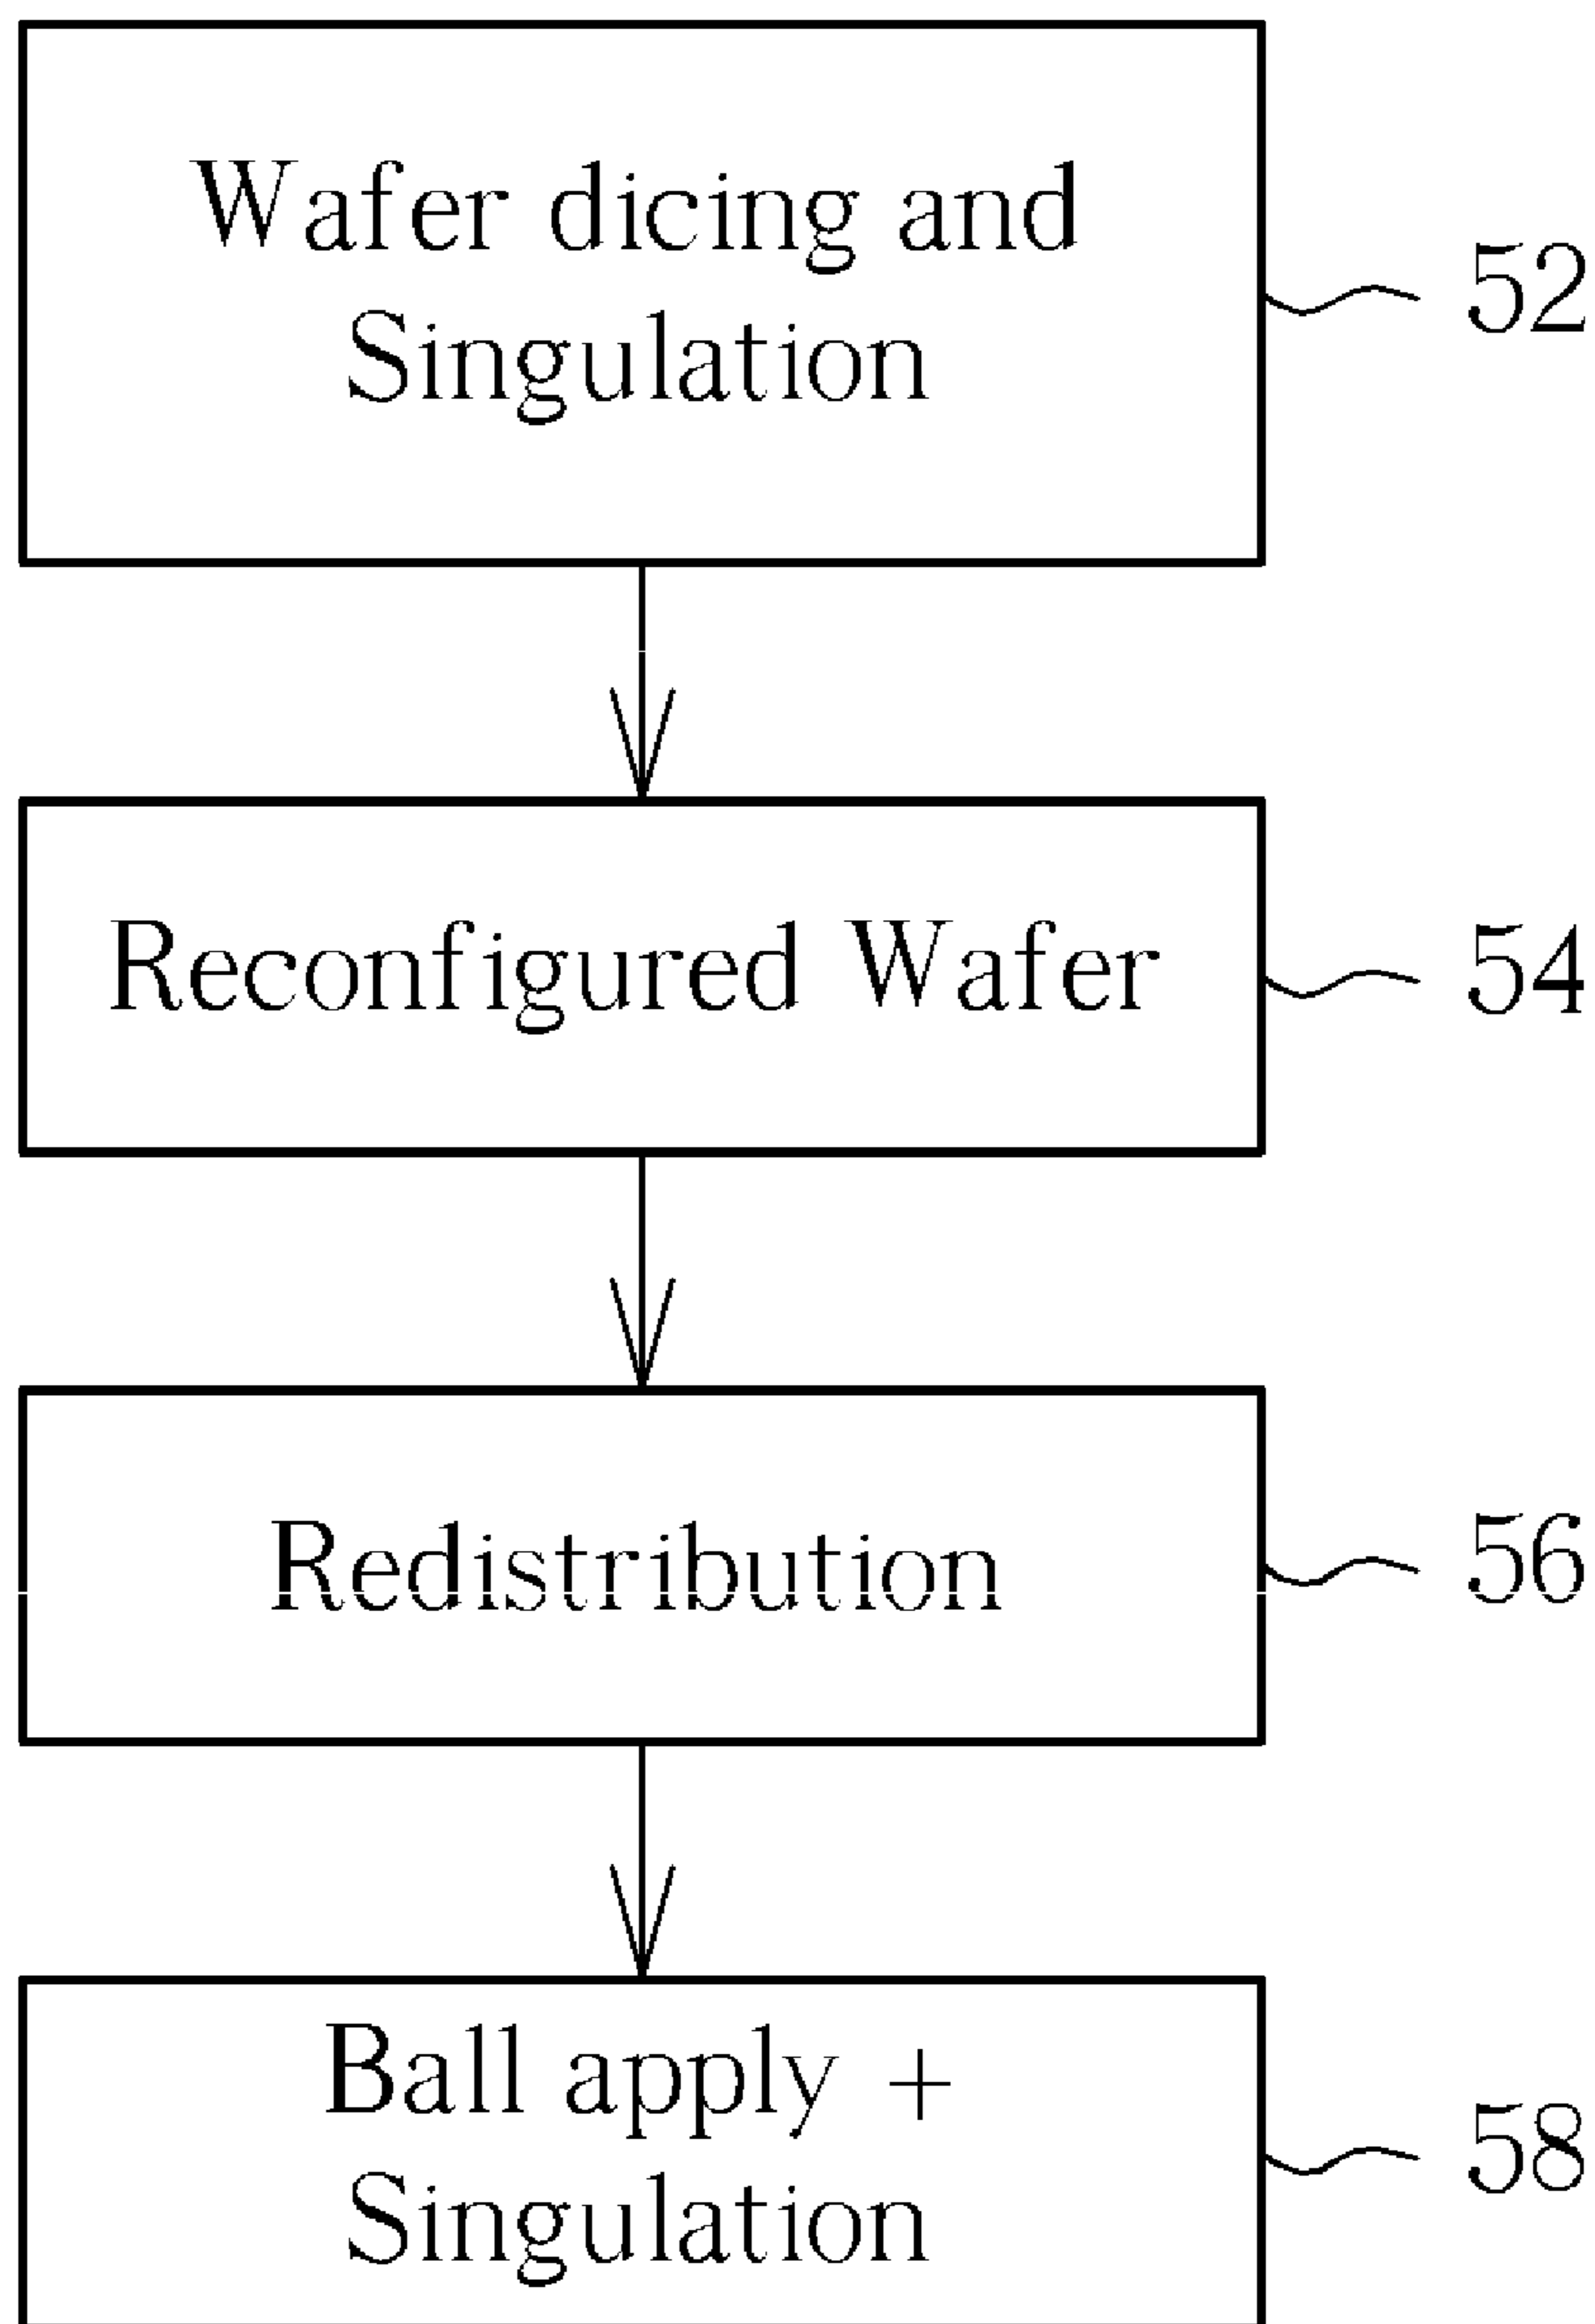 Wafer dicing and
Singulation
52
Reconfigured Wafer
54
Redistribution
56
Ball apply +
Singulation
58